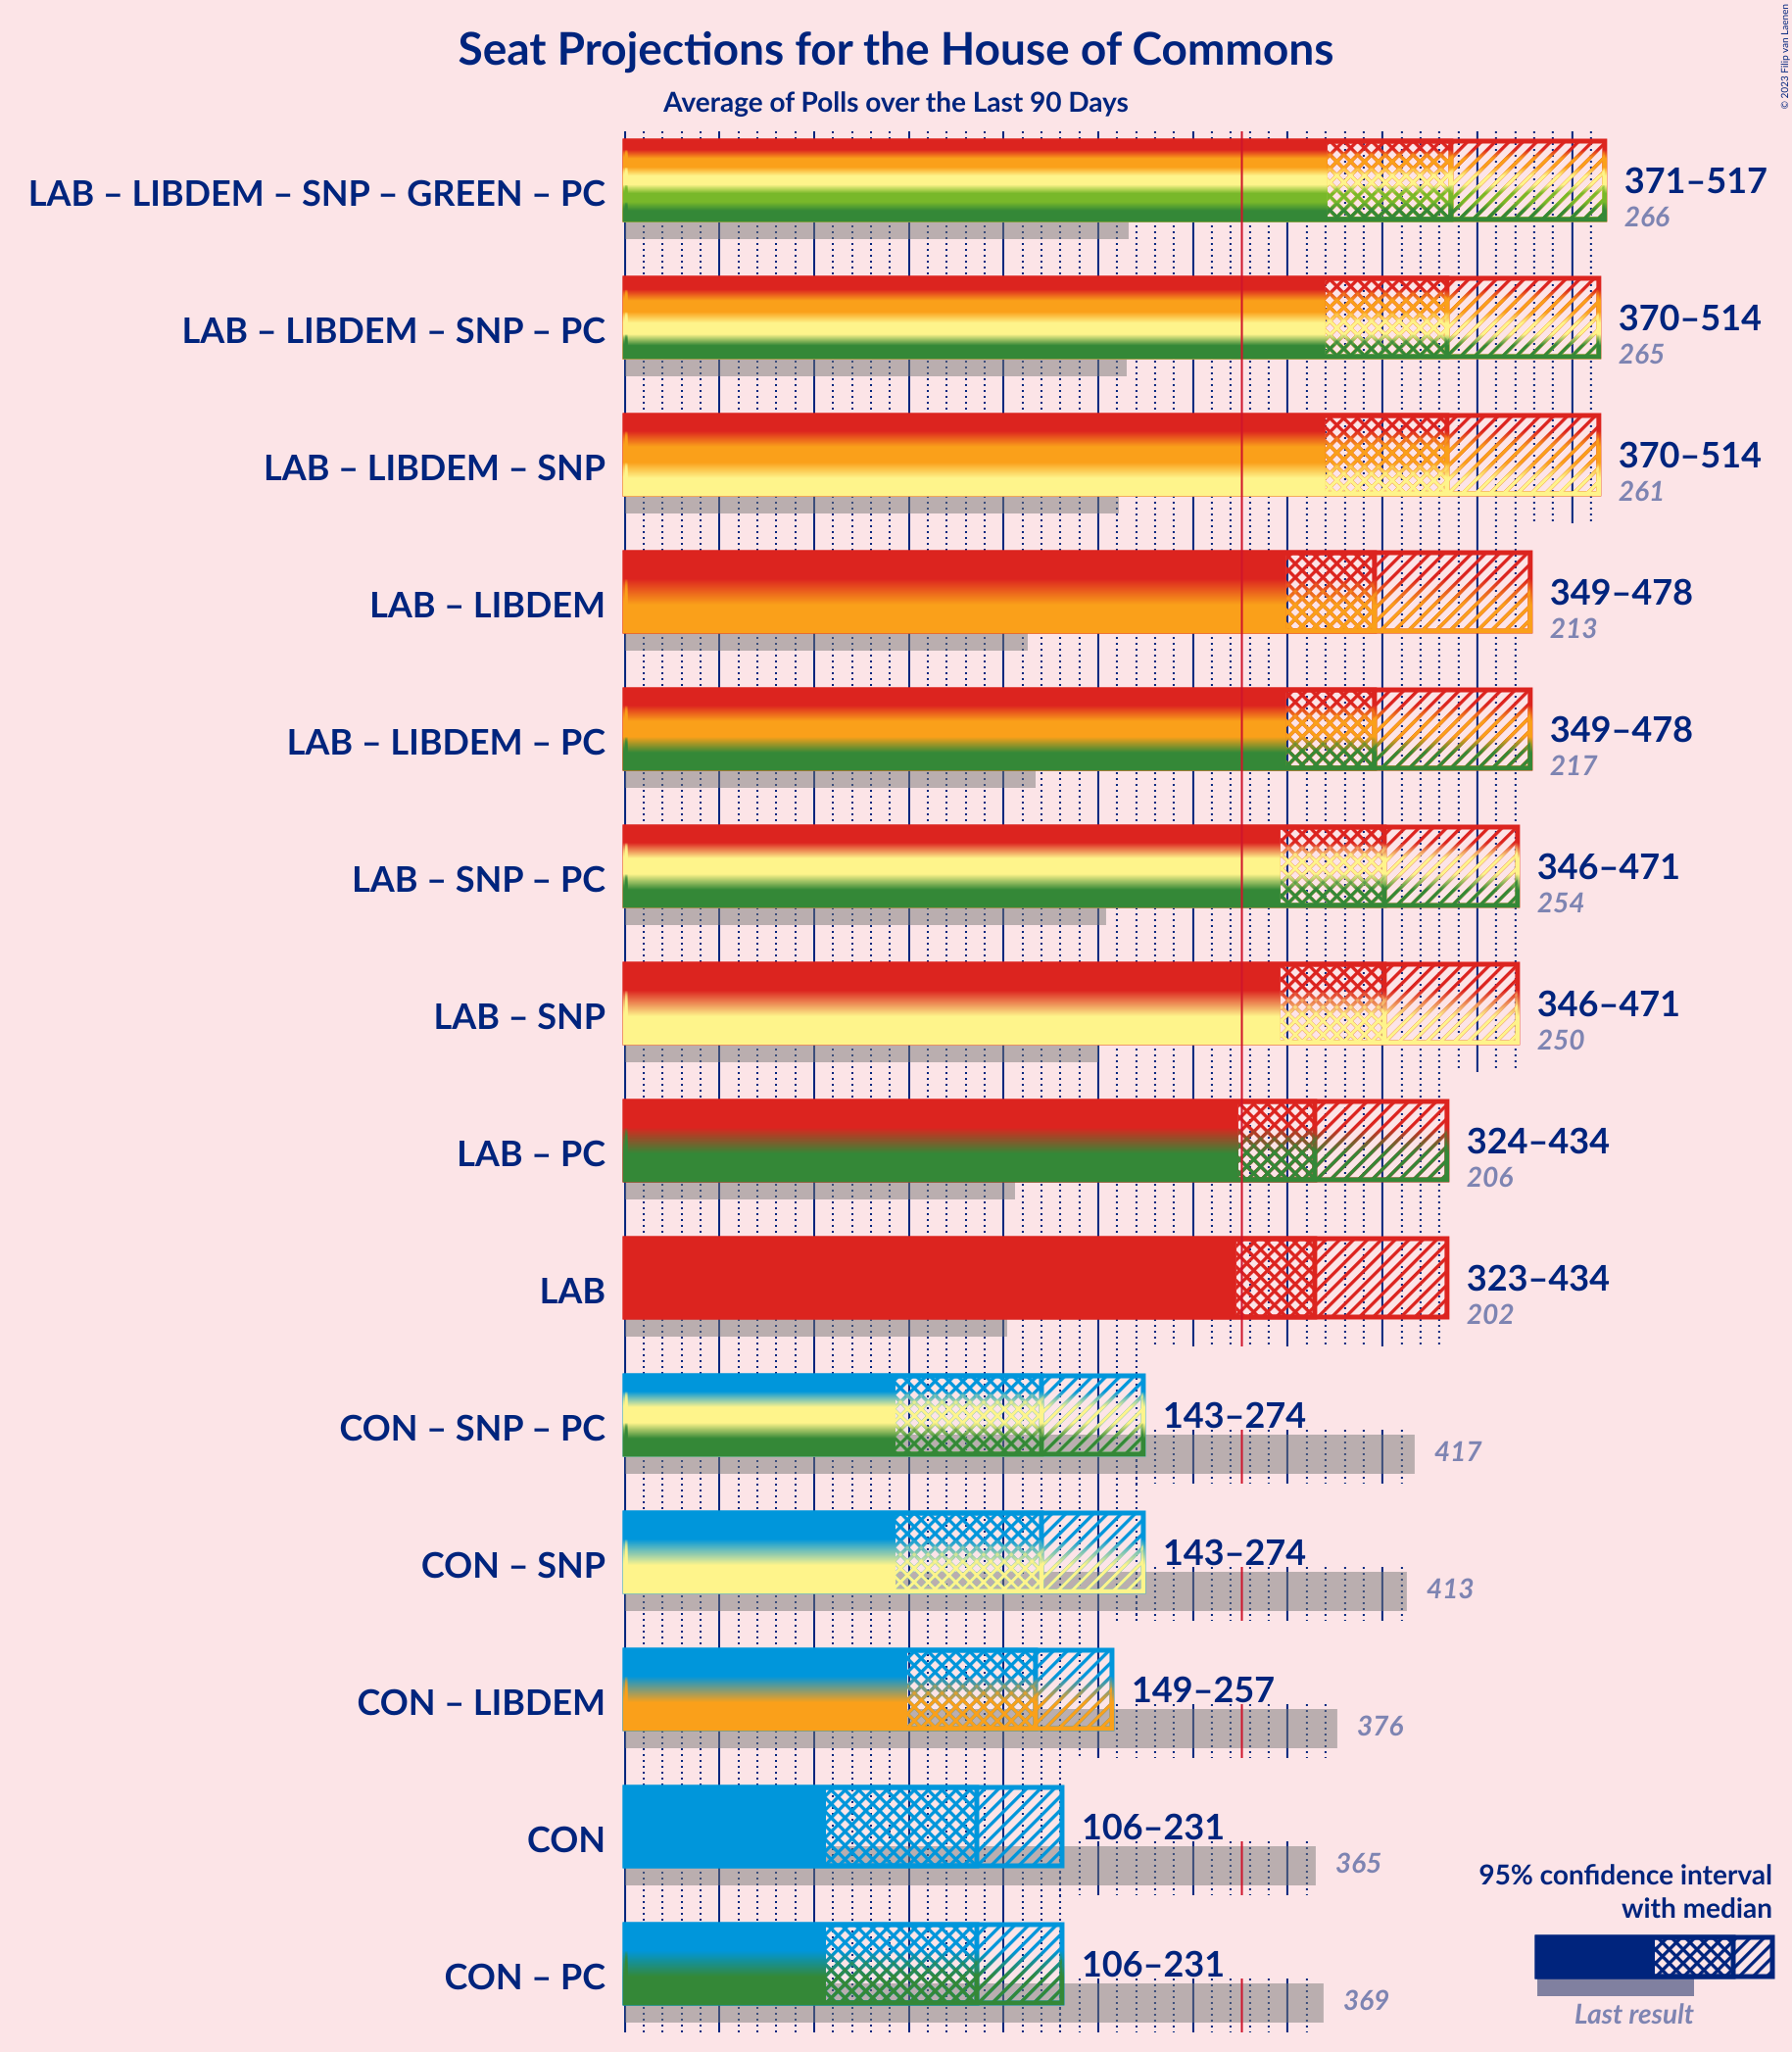 © 2023 Filip van Laenen
Seat Projections for the House of Commons
Average of Polls over the Last 90 Days
LAB – LIBDEM – SNP – GREEN – PC
371–517
266
LAB – LIBDEM – SNP – PC
370–514
265
LAB – LIBDEM – SNP
370–514
261
LAB – LIBDEM
349–478
213
LAB – LIBDEM – PC
349–478
217
LAB – SNP – PC
346–471
254
LAB – SNP
346–471
250
LAB – PC
324–434
206
LAB
323–434
202
CON – SNP – PC
143–274
417
CON – SNP
143–274
413
CON – LIBDEM
149–257
376
CON
106–231
365
CON – PC
106–231
369
95% confidence interval
with median
Last result